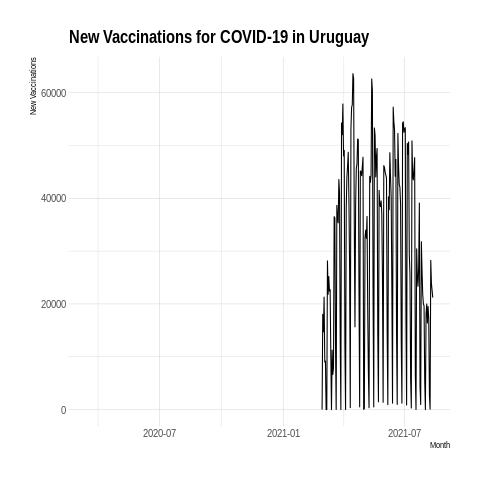 New Vaccinations for COVID-19 in Uruguay
New Vaccinations
60000
40000
20000
0
2020-07
2021-01
2021-07
Month